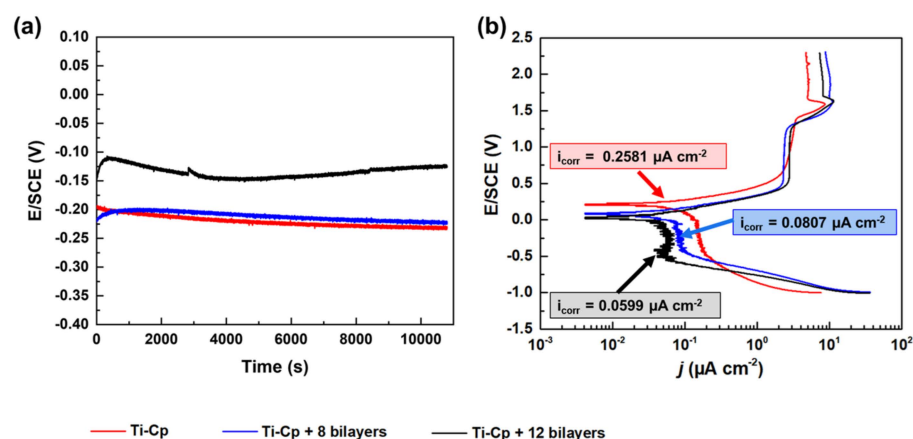 (a)
0.10
0.05
0.00
-0.05
-0.10
-0.15
-0.20
-0.25
-0.30
-0.35
-0.40
E/SCE (V)
0
2000
4000
6000
8000
10000
Time (s)
(b)
2.5
2.0
1.5
1.0
0.5
0.0
-0.5
-1.0
-1.5
E/SCE (V)
i_corr = 0.2581 µA cm⁻²
i_corr = 0.0807 µA cm⁻²
i_corr = 0.0599 µA cm⁻²
10⁻³
10⁻²
10⁻¹
10⁰
10¹
10²
j (µA cm⁻²)
Ti-Cp
Ti-Cp + 8 bilayers
Ti-Cp + 12 bilayers